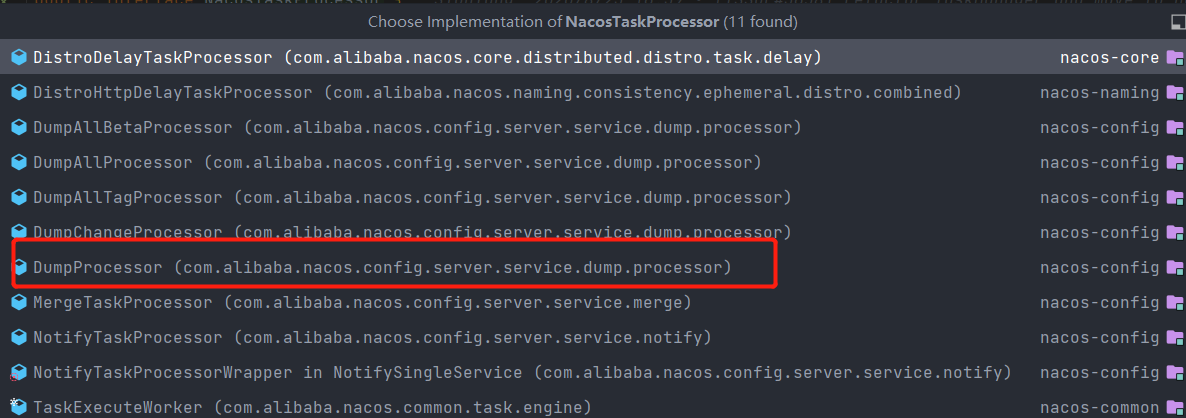 Choose Implementation of NacosTaskProcessor (11 found)
DistroDelayTaskProcessor (com.alibaba.nacos.core.distributed.distro.task.delay) nacos-core
DistroHttpDelayTaskProcessor (com.alibaba.nacos.naming.consistency.ephemeral.distro.combined) nacos-naming
DumpAllBetaProcessor (com.alibaba.nacos.config.server.service.dump.processor) nacos-config
DumpAllProcessor (com.alibaba.nacos.config.server.service.dump.processor) nacos-config
DumpAllTagProcessor (com.alibaba.nacos.config.server.service.dump.processor) nacos-config
DumpChangeProcessor (com.alibaba.nacos.config.server.service.dump.processor) nacos-config
DumpProcessor (com.alibaba.nacos.config.server.service.dump.processor) nacos-config
MergeTaskProcessor (com.alibaba.nacos.config.server.service.merge) nacos-config
NotifyTaskProcessor (com.alibaba.nacos.config.server.service.notify) nacos-config
NotifyTaskProcessorWrapper in NotifySingleService (com.alibaba.nacos.config.server.service.notify) nacos-config
TaskExecuteWorker (com.alibaba.nacos.common.task.engine) nacos-common